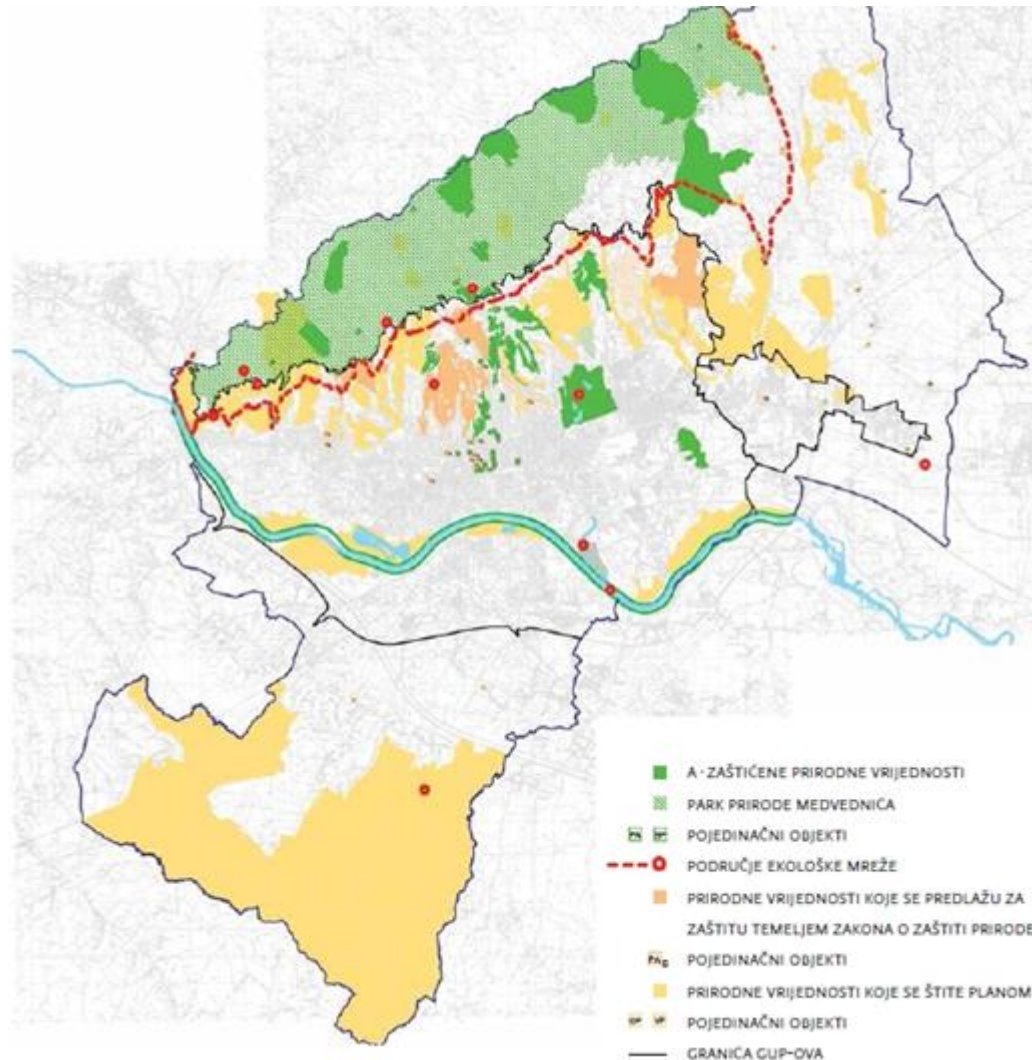 A · ZAŠTIĆENE PRIRODNE VRIJEDNOSTI
PARK PRIRODE MEDVEDNICA
POJEDINAČNI OBJEKTI
PODRUČJE EKOLOŠKE MREŽE
PRIRODNE VRIJEDNOSTI KOJE SE PREDLAŽU ZA
ZAŠTITU TEMELJEM ZAKONA O ZAŠTITI PRIRODE
POJEDINAČNI OBJEKTI
PRIRODNE VRIJEDNOSTI KOJE SE ŠTITE PLANOM
POJEDINAČNI OBJEKTI
GRANICA GUP-OVA